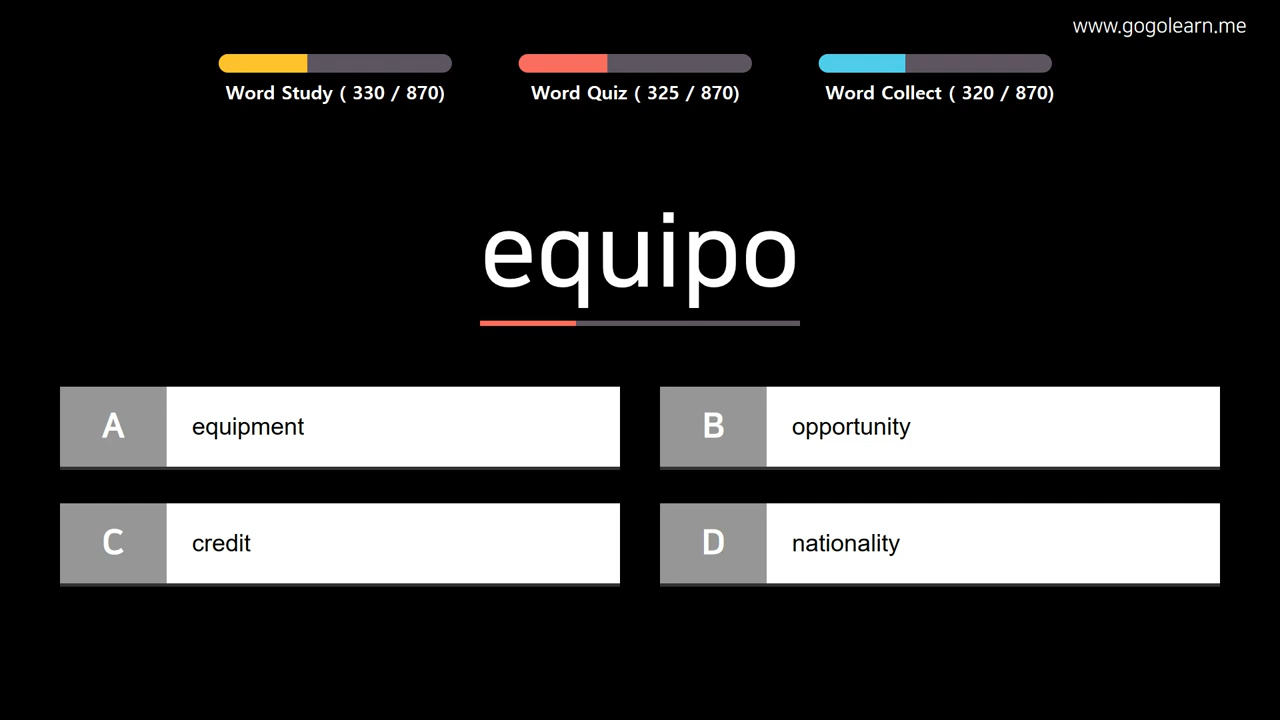 www.gogolearn.me
Word Study ( 330 / 870)
Word Quiz ( 325 / 870)
Word Collect ( 320 / 870)
equipo
A equipment
B opportunity
C credit
D nationality